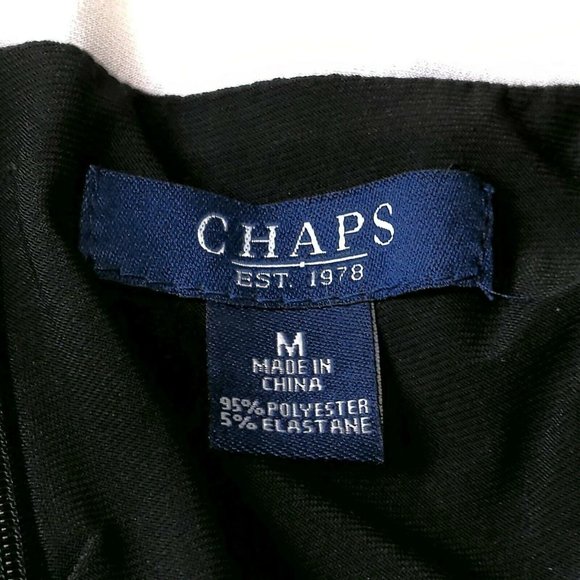 CHAPS
EST. 1978
M
MADE IN
CHINA
95% POLYESTER
5% ELASTANE